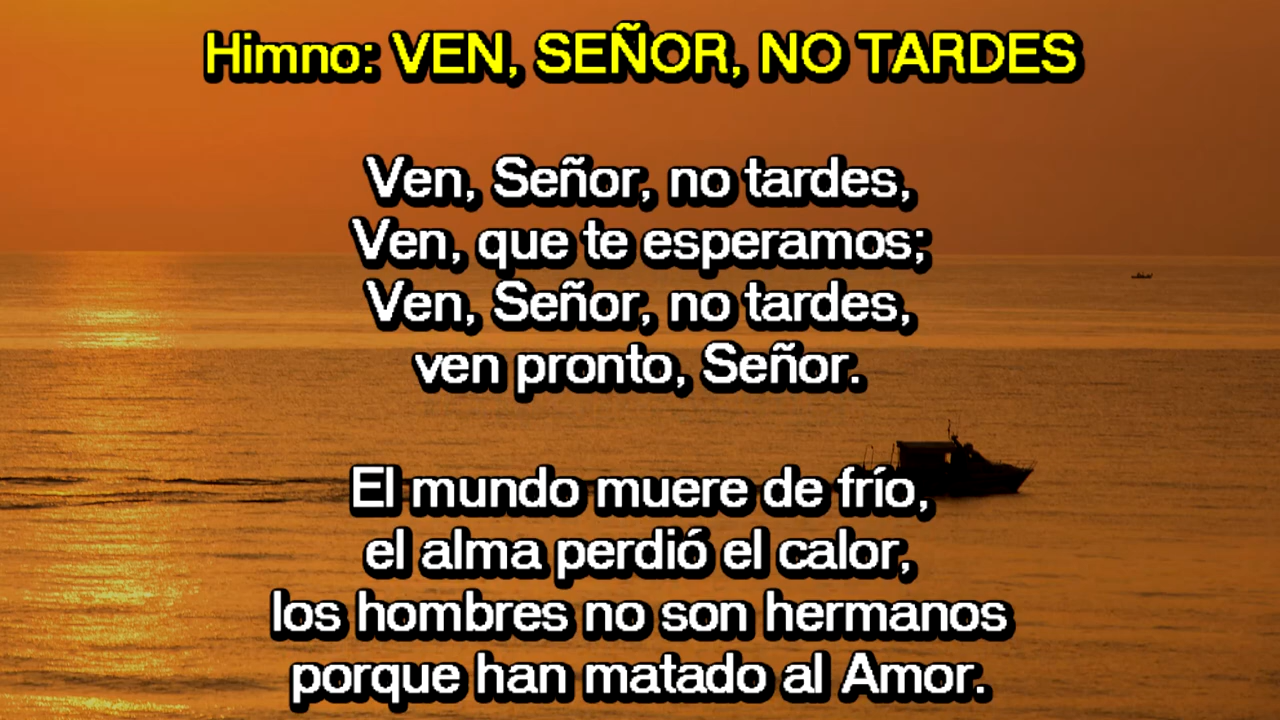 Himno: VEN, SEÑOR, NO TARDES
Ven, Señor, no tardes,
Ven, que te esperamos;
Ven, Señor, no tardes,
ven pronto, Señor.
El mundo muere de frío,
el alma perdió el calor,
los hombres no son hermanos
porque han matado al Amor.